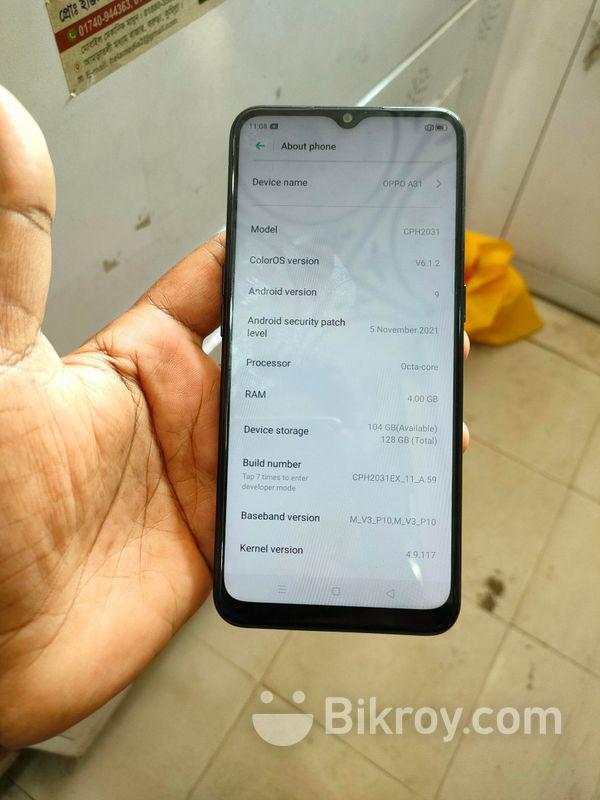 ০১740-944363,
মোবাইল
বাজার,
11:08
About phone
Device name OPPO A31
Model CPH2031
ColorOS version V6.1.2
Android version 9
Android security patch
level 5 November 2021
Processor Octa-core
RAM 4.00 GB
Device storage 104 GB(Available)
128 GB (Total)
Build number
Tap 7 times to enter
developer mode
CPH2031EX_11_A.59
Baseband version M_V3_P10,M_V3_P10
Kernel version 4.9.117
Bikroy.com